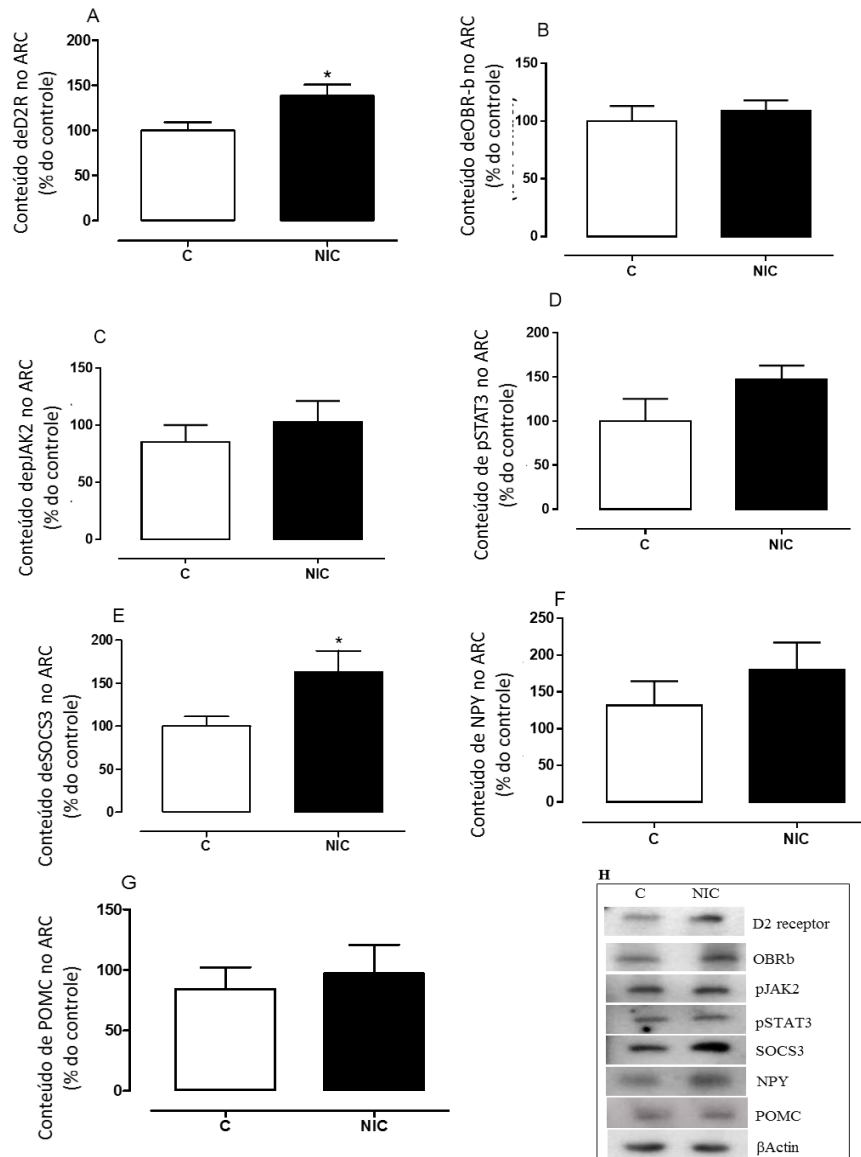 A
Conteúdo deD2R no ARC
(% do controle)
200
150
100
50
0
*
C NIC
B
Conteúdo deOBR-b no ARC
(% do controle)
150
100
50
0
C NIC
C
Conteúdo depJAK2 no ARC
(% do controle)
150
100
50
0
C NIC
D
Conteúdo de pSTAT3 no ARC
(% do controle)
200
150
100
50
0
C NIC
E
Conteúdo deSOCS3 no ARC
(% do controle)
200
150
100
50
0
*
C NIC
F
Conteúdo de NPY no ARC
(% do controle)
250
200
150
100
50
0
C NIC
G
Conteúdo de POMC no ARC
(% do controle)
150
100
50
0
C NIC
H
C NIC
D2 receptor
OBRb
pJAK2
pSTAT3
SOCS3
NPY
POMC
βActin